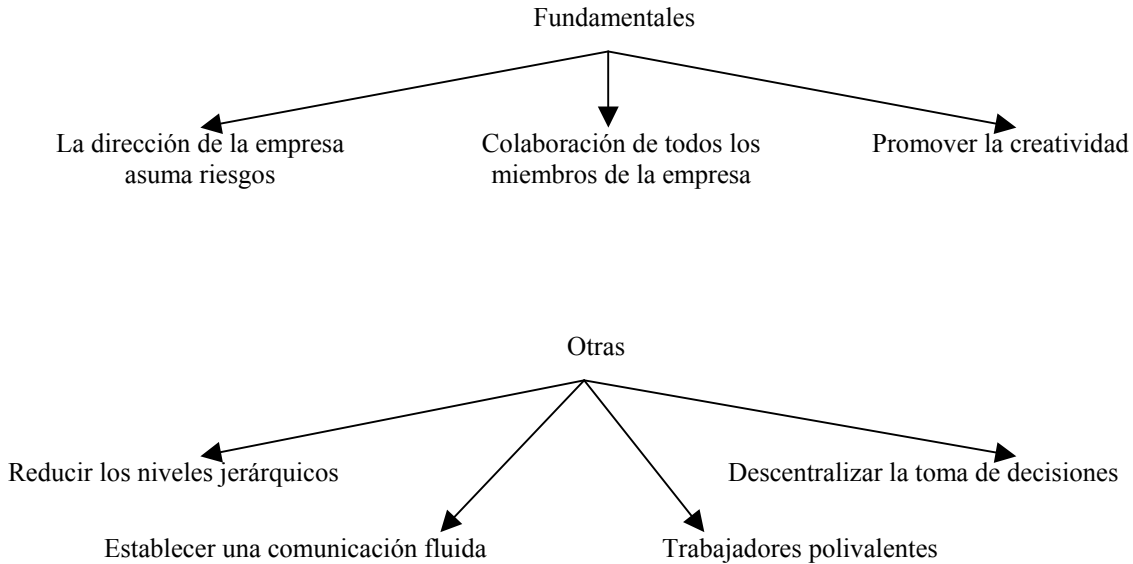 Fundamentales
La dirección de la empresa
asuma riesgos
Colaboración de todos los
miembros de la empresa
Promover la creatividad
Otras
Reducir los niveles jerárquicos
Descentralizar la toma de decisiones
Establecer una comunicación fluida
Trabajadores polivalentes